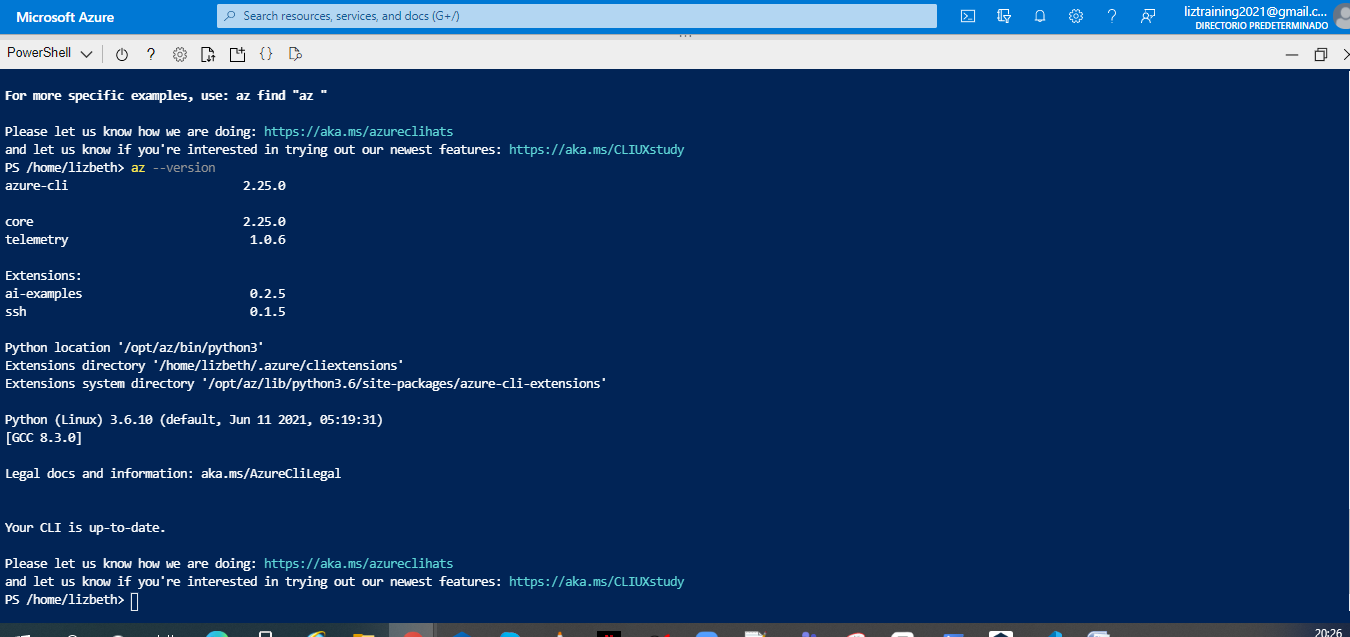 Microsoft Azure
Search resources, services, and docs (G+/)
liztraining2021@gmail.c...
DIRECTORIO PREDETERMINADO
PowerShell
For more specific examples, use: az find "az "
Please let us know how we are doing: https://aka.ms/azureclihats
and let us know if you're interested in trying out our newest features: https://aka.ms/CLIUXstudy
PS /home/lizbeth> az --version
azure-cli 2.25.0
core 2.25.0
telemetry 1.0.6
Extensions:
ai-examples 0.2.5
ssh 0.1.5
Python location '/opt/az/bin/python3'
Extensions directory '/home/lizbeth/.azure/cliextensions'
Extensions system directory '/opt/az/lib/python3.6/site-packages/azure-cli-extensions'
Python (Linux) 3.6.10 (default, Jun 11 2021, 05:19:31)
[GCC 8.3.0]
Legal docs and information: aka.ms/AzureCliLegal
Your CLI is up-to-date.
Please let us know how we are doing: https://aka.ms/azureclihats
and let us know if you're interested in trying out our newest features: https://aka.ms/CLIUXstudy
PS /home/lizbeth>
20:26